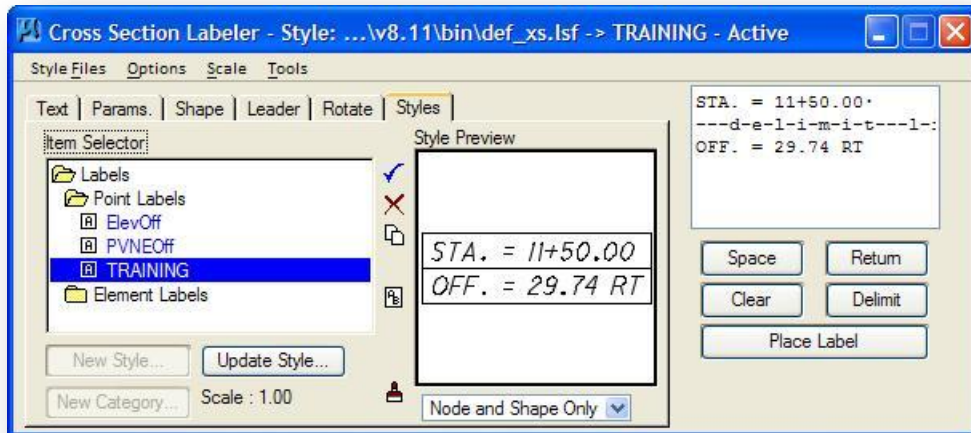 Cross Section Labeler - Style: ...\v8.11\bin\def_xs.lsf -> TRAINING - Active
Style Files Options Scale Tools
Text Params. Shape Leader Rotate Styles
Item Selector
Labels
Point Labels
ElevOff
PVNEOff
TRAINING
Element Labels
New Style...
Update Style...
New Category...
Scale : 1.00
Style Preview
STA. = 11+50.00
OFF. = 29.74 RT
Node and Shape Only
STA. = 11+50.00·
---d-e-l-i-m-i-t---l-:
OFF. = 29.74 RT
Space Return
Clear Delimit
Place Label